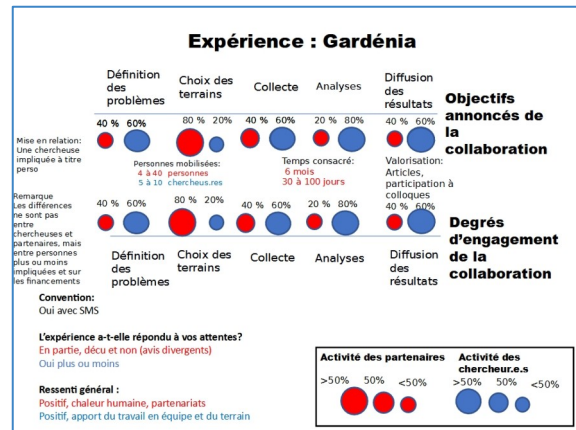 Expérience : Gardénia
Définition
des
problèmes
Choix des
terrains
Collecte
Analyses
Diffusion
des
résultats
Objectifs
annoncés de
la
collaboration
40 % 60%
80 % 20%
40 % 60%
20 % 80%
40 % 60%
Mise en relation:
Une chercheuse
impliquée à titre
perso
Personnes mobilisées:
4 à 40 personnes
5 à 10 chercheus.res
Temps consacré:
6 mois
30 à 100 jours
Valorisation:
Articles,
participation à
colloques
Remarque
Les différences
ne sont pas
entre
chercheuses et
partenaires, mais
entre personnes
plus ou moins
impliquées et sur
les financements
40 % 60%
80 % 20%
40 % 60%
20 % 80%
40 % 60%
Degrés
d'engagement
de la
collaboration
Définition
des
problèmes
Choix des
terrains
Collecte
Analyses
Diffusion
des
résultats
Convention:
Oui avec SMS
L'expérience a-t-elle répondu à vos attentes?
En partie, décu et non (avis divergents)
Oui plus ou moins
Ressenti général :
Positif, chaleur humaine, partenariats
Positif, apport du travail en équipe et du terrain
Activité des partenaires
>50% 50% <50%
Activité des
chercheur.e.s
>50% 50% <50%